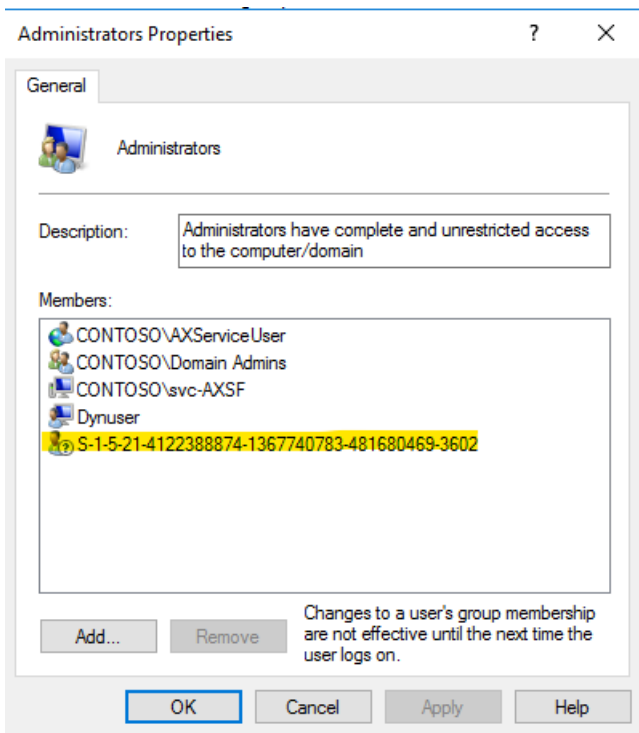 Administrators Properties
?
General
Administrators
Description:
Administrators have complete and unrestricted access
to the computer/domain
Members:
CONTOSO\AXServiceUser
CONTOSO\Domain Admins
CONTOSO\svc-AXSF
Dynuser
S-1-5-21-4122388874-1367740783-481680469-3602
Add...
Remove
Changes to a user's group membership
are not effective until the next time the
user logs on.
OK
Cancel
Apply
Help